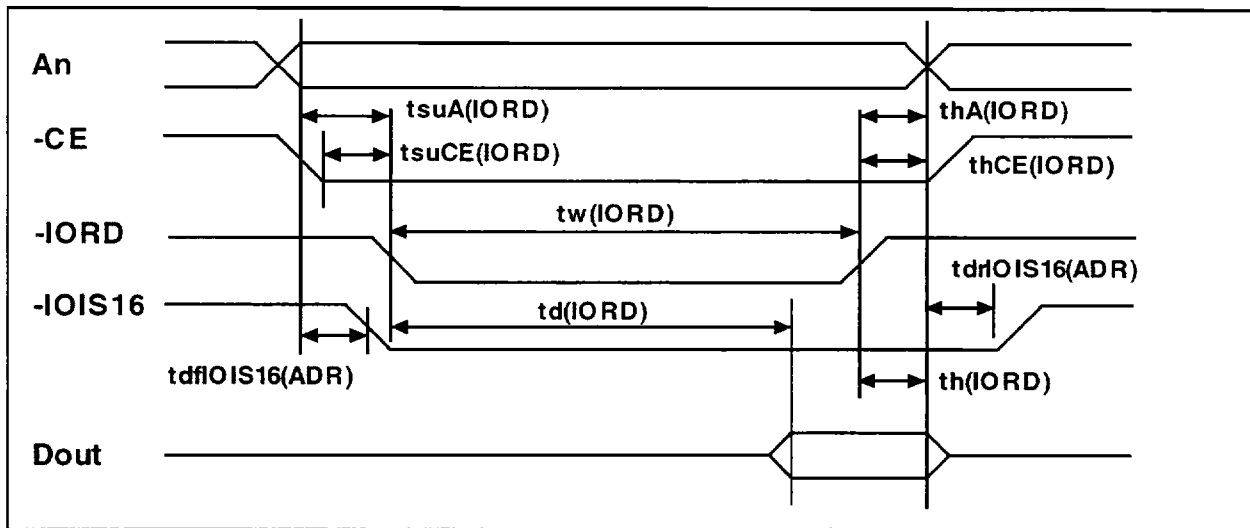 An
tsuA(IORD)
thA(IORD)
-CE
tsuCE(IORD)
thCE(IORD)
tw(IORD)
-IORD
tdrIOIS16(ADR)
-IOIS16
td(IORD)
tdfIOIS16(ADR)
th(IORD)
Dout